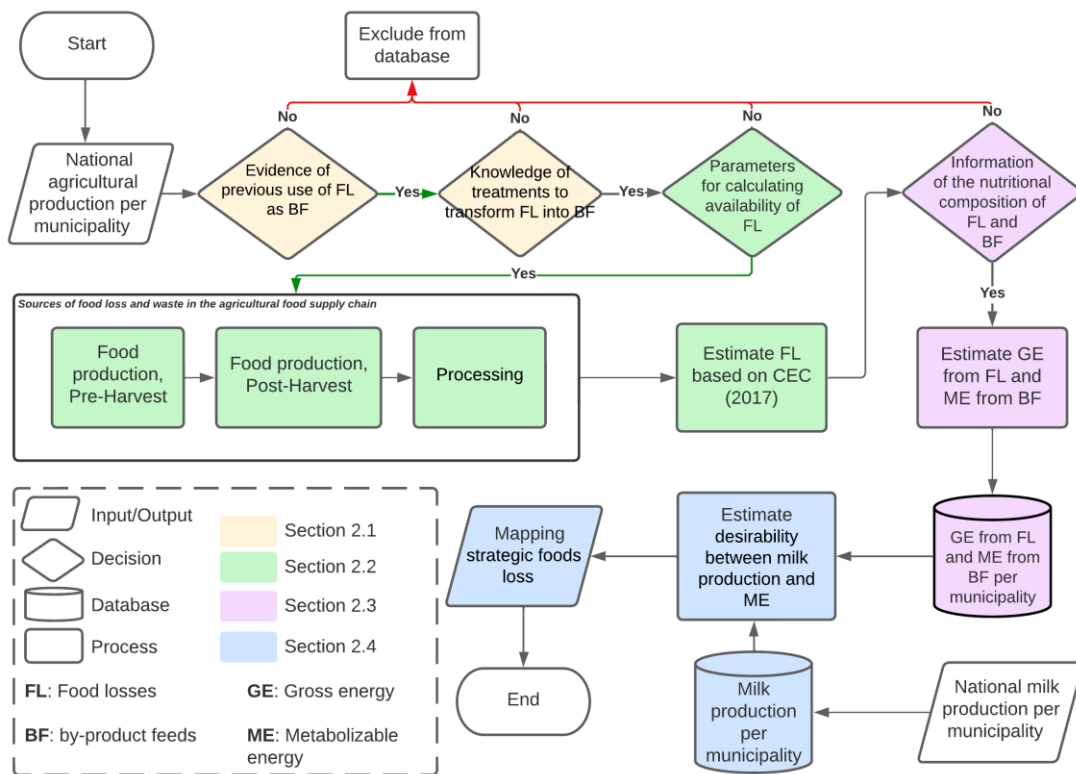 Start
Exclude from
database
No
No
No
No
National
agricultural
production per
municipality
Evidence of
previous use of FL
as BF
Yes
Knowledge of
treatments to
transform FL into BF
Yes
Parameters
for calculating
availability of
FL
Information
of the nutritional
composition of
FL and
BF
Yes
Yes
Sources of food loss and waste in the agricultural food supply chain
Food
production,
Pre-Harvest
Food production,
Post-Harvest
Processing
Estimate FL
based on CEC
(2017)
Estimate GE
from FL and
ME from BF
GE from FL
and ME from
BF per
municipality
Estimate
desirability
between milk
production and
ME
Mapping
strategic foods
loss
End
Milk
production
per
municipality
National milk
production per
municipality
Input/Output
Decision
Database
Process
Section 2.1
Section 2.2
Section 2.3
Section 2.4
FL: Food losses
GE: Gross energy
BF: by-product feeds
ME: Metabolizable
energy